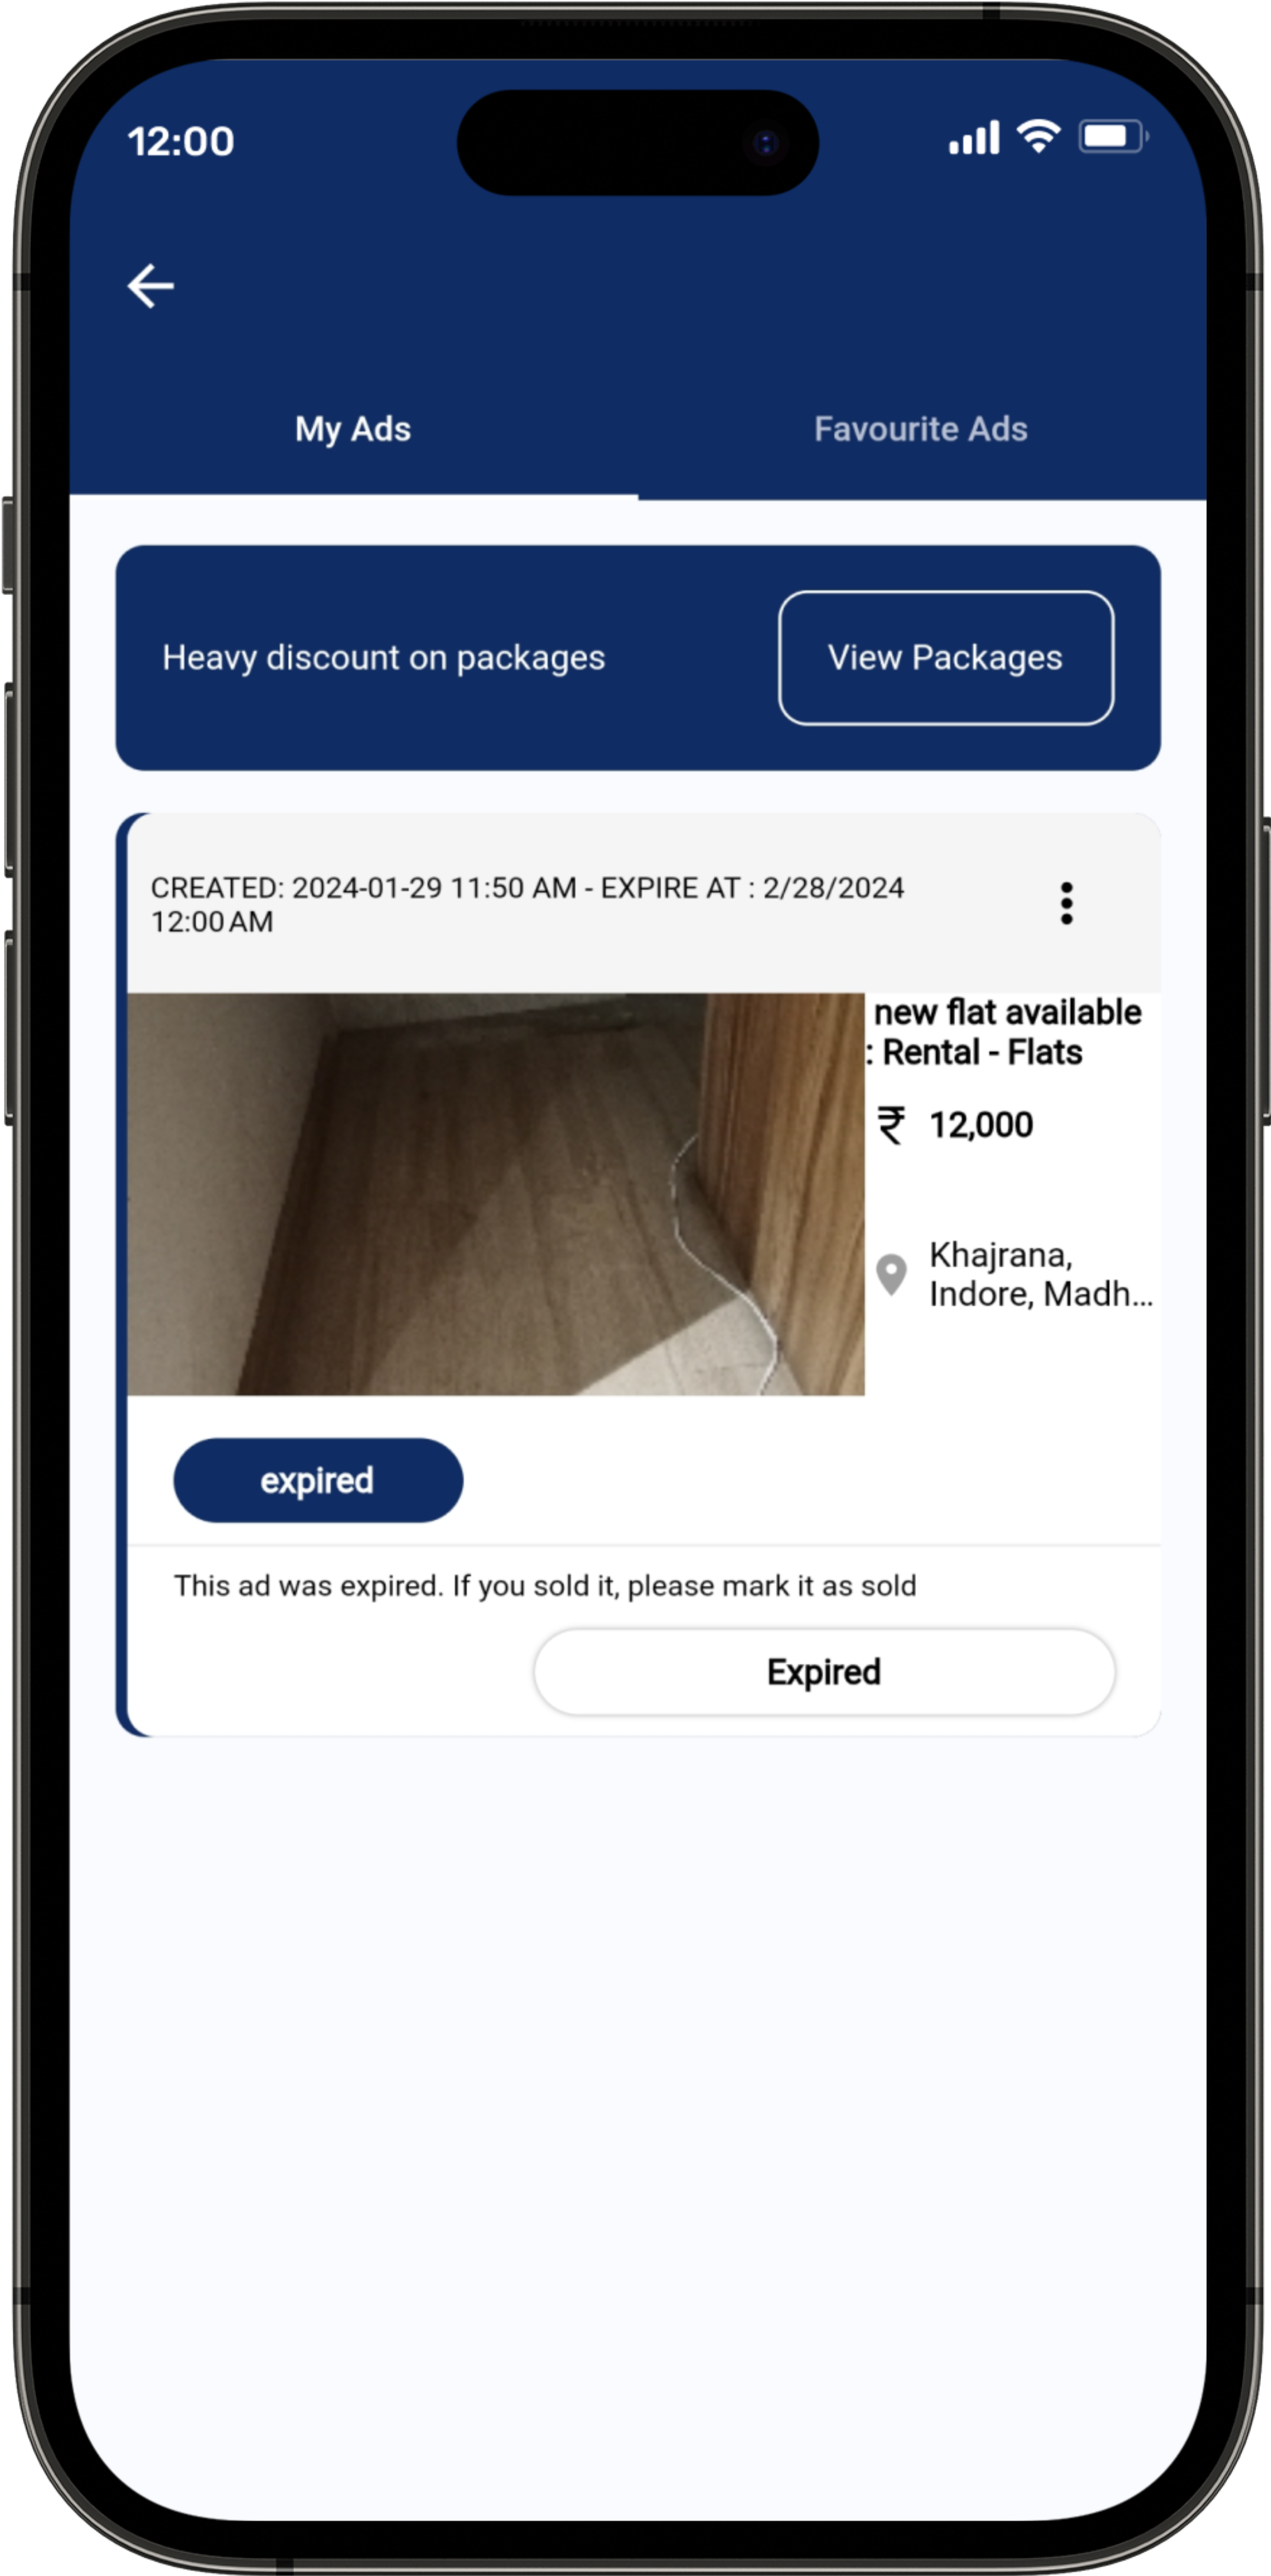 12:00
My Ads
Favourite Ads
Heavy discount on packages
View Packages
CREATED: 2024-01-29 11:50 AM - EXPIRE AT : 2/28/2024
12:00 AM
new flat available
: Rental - Flats
₹ 12,000
Khajrana,
Indore, Madh...
expired
This ad was expired. If you sold it, please mark it as sold
Expired